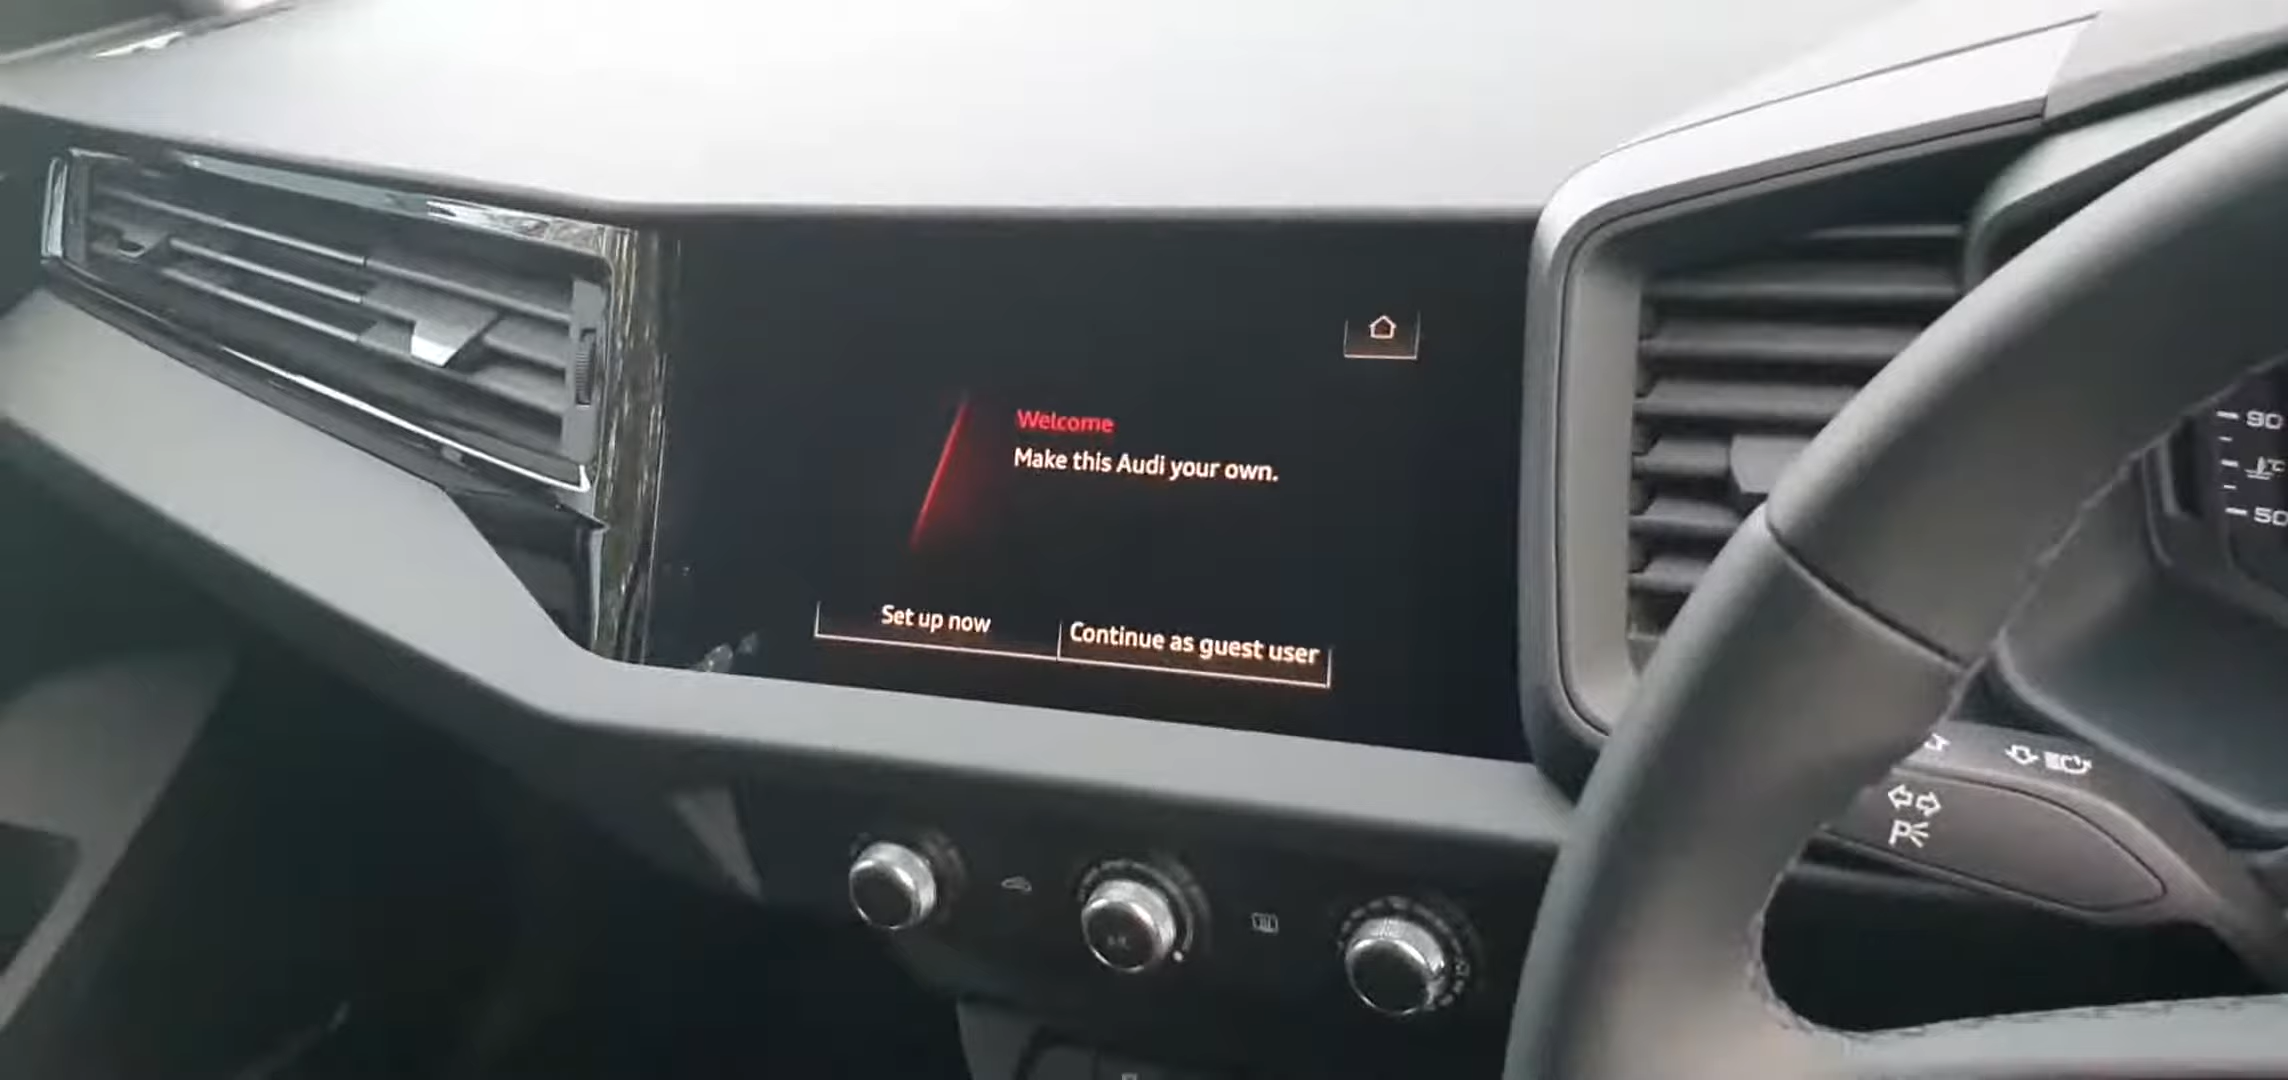 Welcome
Make this Audi your own.
Set up now
Continue as guest user
90
°C
50
P